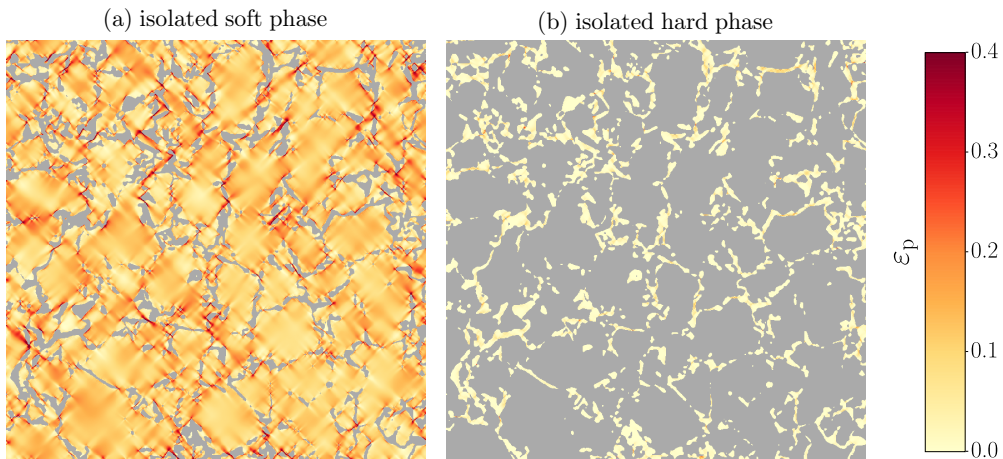 (a) isolated soft phase
(b) isolated hard phase
0.4
0.3
0.2
0.1
0.0
εp